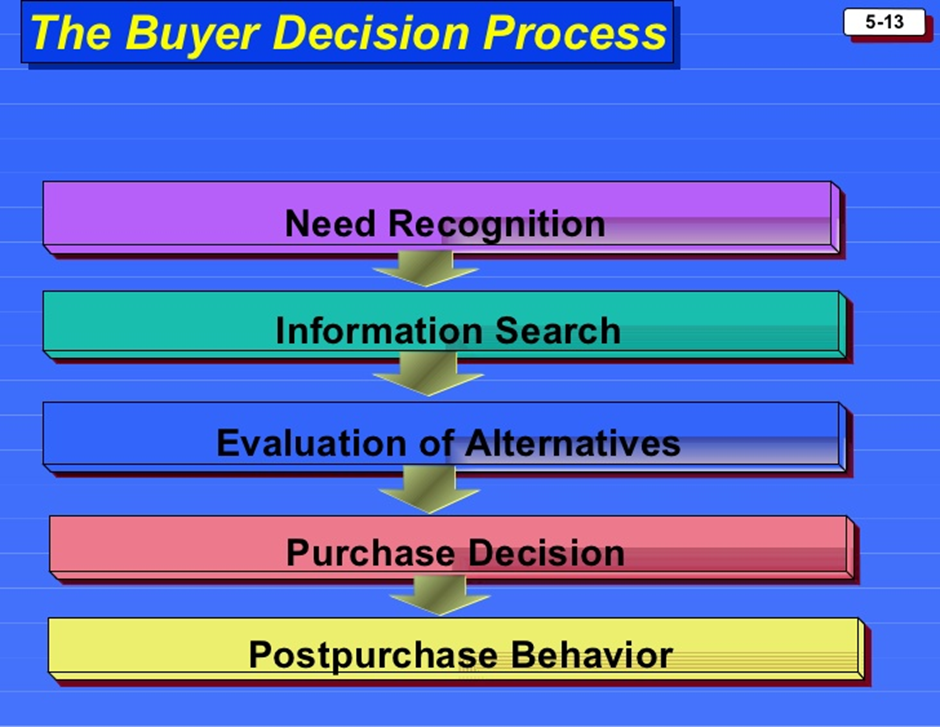 The Buyer Decision Process
5-13
Need Recognition
Information Search
Evaluation of Alternatives
Purchase Decision
Postpurchase Behavior